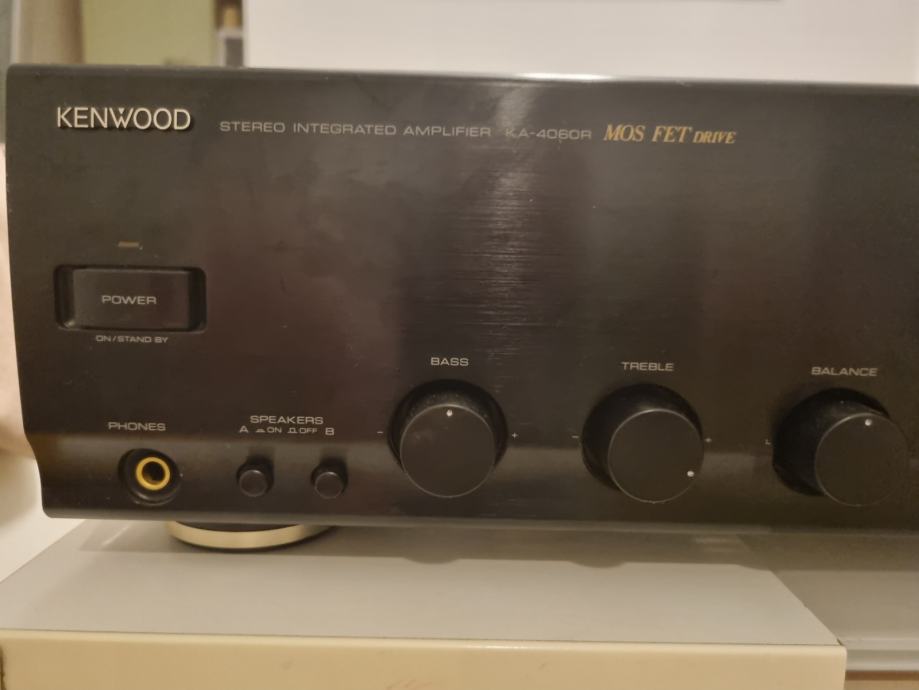 KENWOOD STEREO INTEGRATED AMPLIFIER KA-4060R MOS FET DRIVE
POWER
ON/STAND BY
BASS TREBLE BALANCE
PHONES SPEAKERS
A ON OFF B
- + - + L